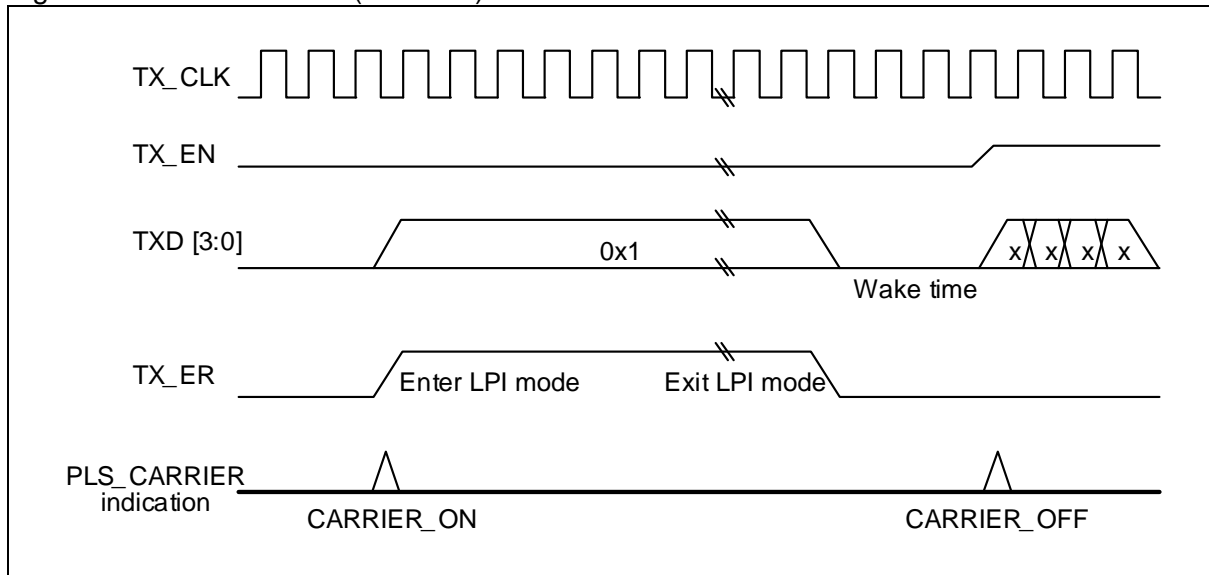 TX_CLK
TX_EN
TXD [3:0]
0x1
x x x x
Wake time
TX_ER
Enter LPI mode
Exit LPI mode
PLS_CARRIER
indication
CARRIER_ON
CARRIER_OFF